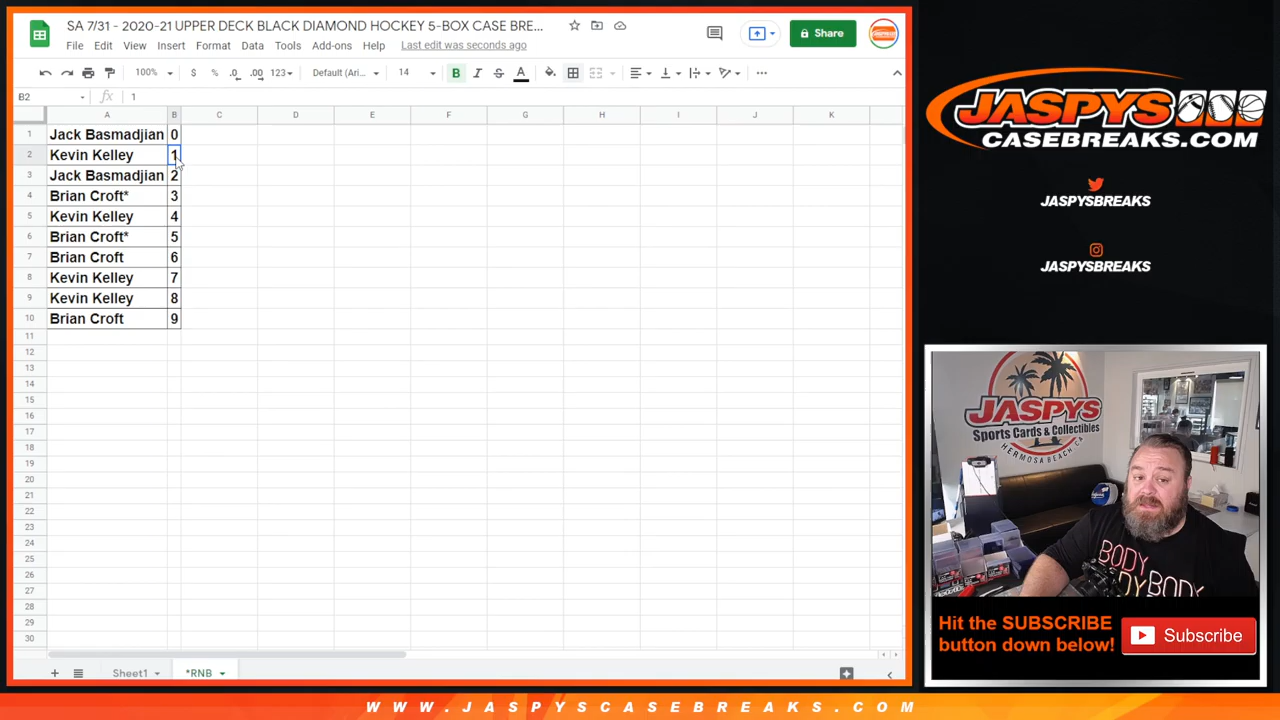 SA 7/31 - 2020-21 UPPER DECK BLACK DIAMOND HOCKEY 5-BOX CASE BRE...
File Edit View Insert Format Data Tools Add-ons Help Last edit was seconds ago
Share
100% $ % .0 .00 123 Default (Ari... 14 B I S A
B2 fx 1
A B C D E F G H I J K
1 Jack Basmadjian 0
2 Kevin Kelley 1
3 Jack Basmadjian 2
4 Brian Croft* 3
5 Kevin Kelley 4
6 Brian Croft* 5
7 Brian Croft 6
8 Kevin Kelley 7
9 Kevin Kelley 8
10 Brian Croft 9
11
12
13
14
15
16
17
18
19
20
21
22
23
24
25
26
27
28
29
30
Sheet1 *RNB
JASPYS
CASEBREAKS.COM
JASPYSBREAKS
JASPYSBREAKS
JASPYS
Sports Cards & Collectibles
HERMOSA BEACH CA
BODY
BODY
Hit the SUBSCRIBE
button down below!
Subscribe
WWW.JASPYSCASEBREAKS.COM